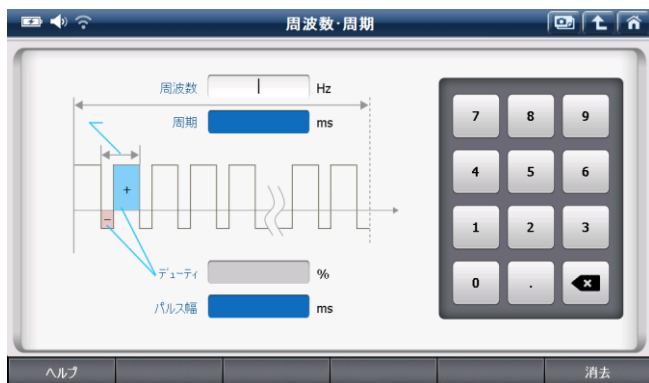 周波数･周期
周波数 Hz
周期 ms
7 8 9
4 5 6
+
-
1 2 3
デューティ %
0 .
パルス幅 ms
ヘルプ 消去